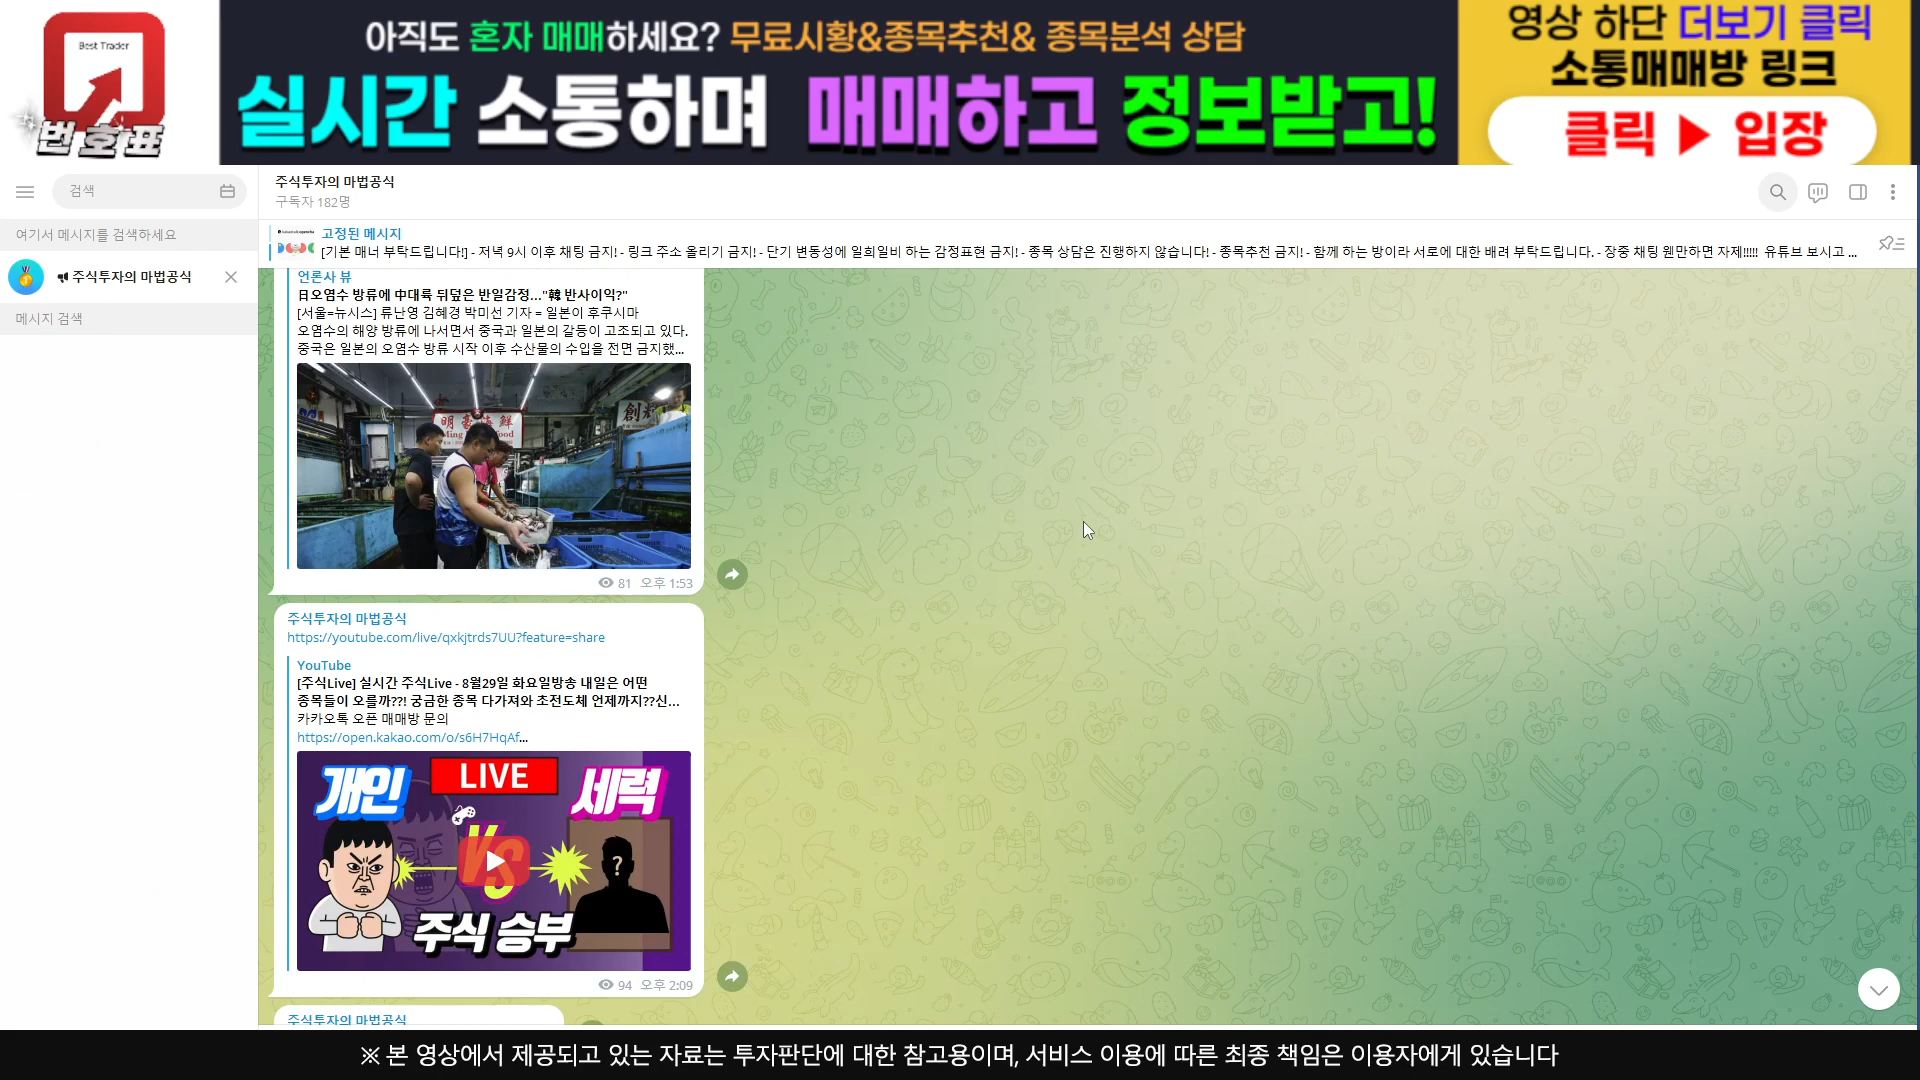 Best Trader
번호표
아직도 혼자 매매하세요? 무료시황&종목추천& 종목분석 상담
실시간 소통하며 매매하고 정보받고!
영상 하단 더보기 클릭
소통매매방 링크
클릭 ▶ 입장
검색
여기서 메시지를 검색하세요
주식투자의 마법공식
메시지 검색
주식투자의 마법공식
구독자 182명
고정된 메시지
[기본 매너 부탁드립니다!] - 저녁 9시 이후 채팅 금지! - 링크 주소 올리기 금지! - 단기 변동성에 일희일비 하는 감정표현 금지! - 종목 상담은 진행하지 않습니다! - 종목추천 금지! - 함께 하는 방이라 서로에 대한 배려 부탁드립니다. - 장중 채팅 웬만하면 자제!!!!! 유튜브 보시고 ...
언론사 뷰
日오염수 방류에 中대륙 뒤덮은 반일감정..."韓 반사이익?"
[서울=뉴시스] 류난영 김혜경 박미선 기자 = 일본이 후쿠시마
오염수의 해양 방류에 나서면서 중국과 일본의 갈등이 고조되고 있다.
중국은 일본의 오염수 방류 시작 이후 수산물의 수입을 전면 금지했...
明豪海鮮
81 오후 1:53
주식투자의 마법공식
https://youtube.com/live/qxkjtrds7UU?feature=share
YouTube
[주식Live] 실시간 주식Live - 8월29일 화요일방송 내일은 어떤
종목들이 오를까??! 궁금한 종목 다가져와 초전도체 언제까지??신...
카카오톡 오픈 매매방 문의
https://open.kakao.com/o/s6H7HqAf...
개인 LIVE 세력
VS
?
주식 승부
94 오후 2:09
주식투자의 마법공식
※ 본 영상에서 제공되고 있는 자료는 투자판단에 대한 참고용이며, 서비스 이용에 따른 최종 책임은 이용자에게 있습니다